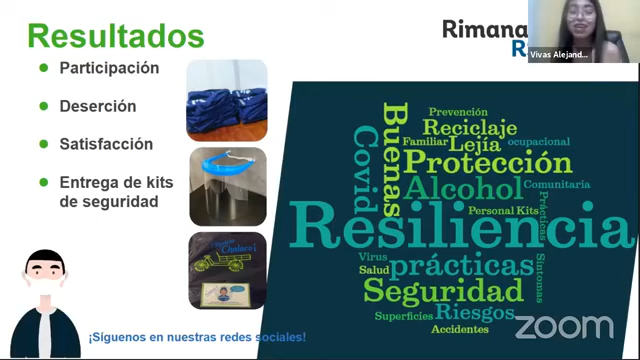 Resultados
Rimana
R
Vivas Alejand...
Participación
Deserción
Satisfacción
Entrega de kits
de seguridad
Chalaco!
Prevención
Reciclaje
Familiar
Lejía
ocupacional
Buenas
Covid
Protección
Alcohol
Comunitaria
Personal Kits
Prácticas
Resiliencia
Virus
Salud
prácticas
Síntomas
Seguridad
Superficies
Riesgos
Accidentes
zoom
¡Síguenos en nuestras redes sociales!